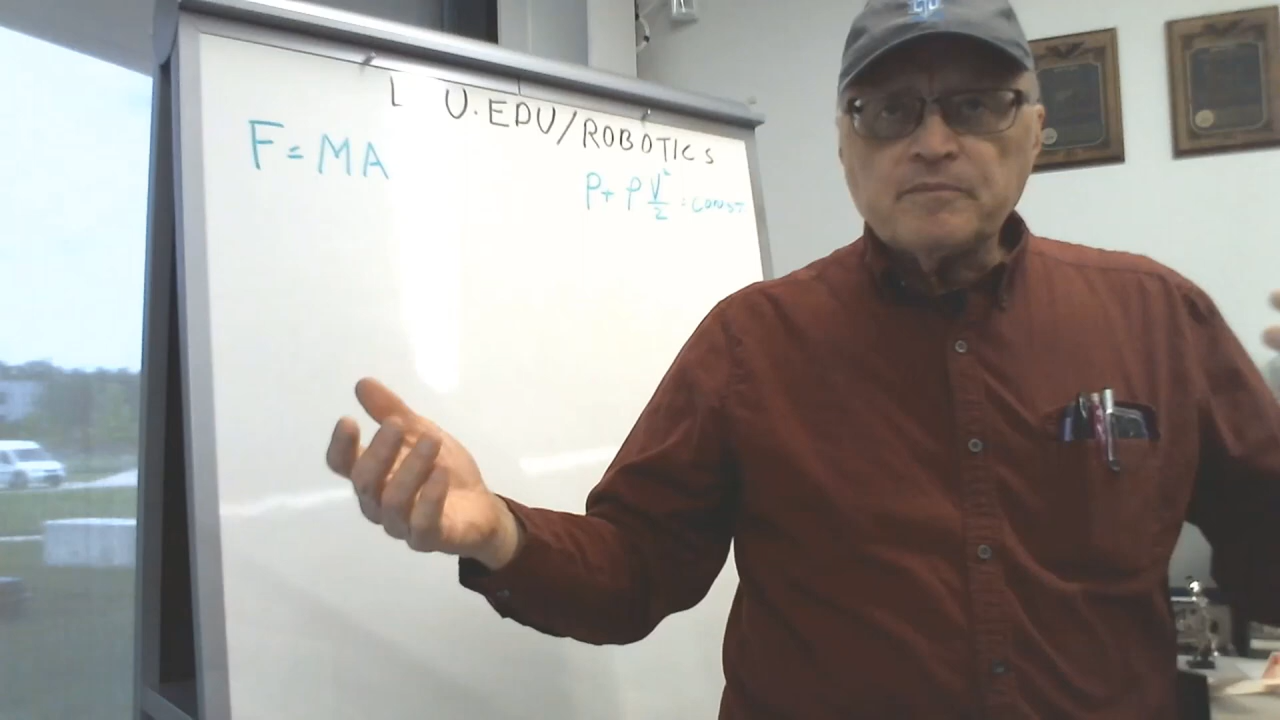 L U.EDU/ROBOTICS
F=MA
P+ρV²/2=CONST.